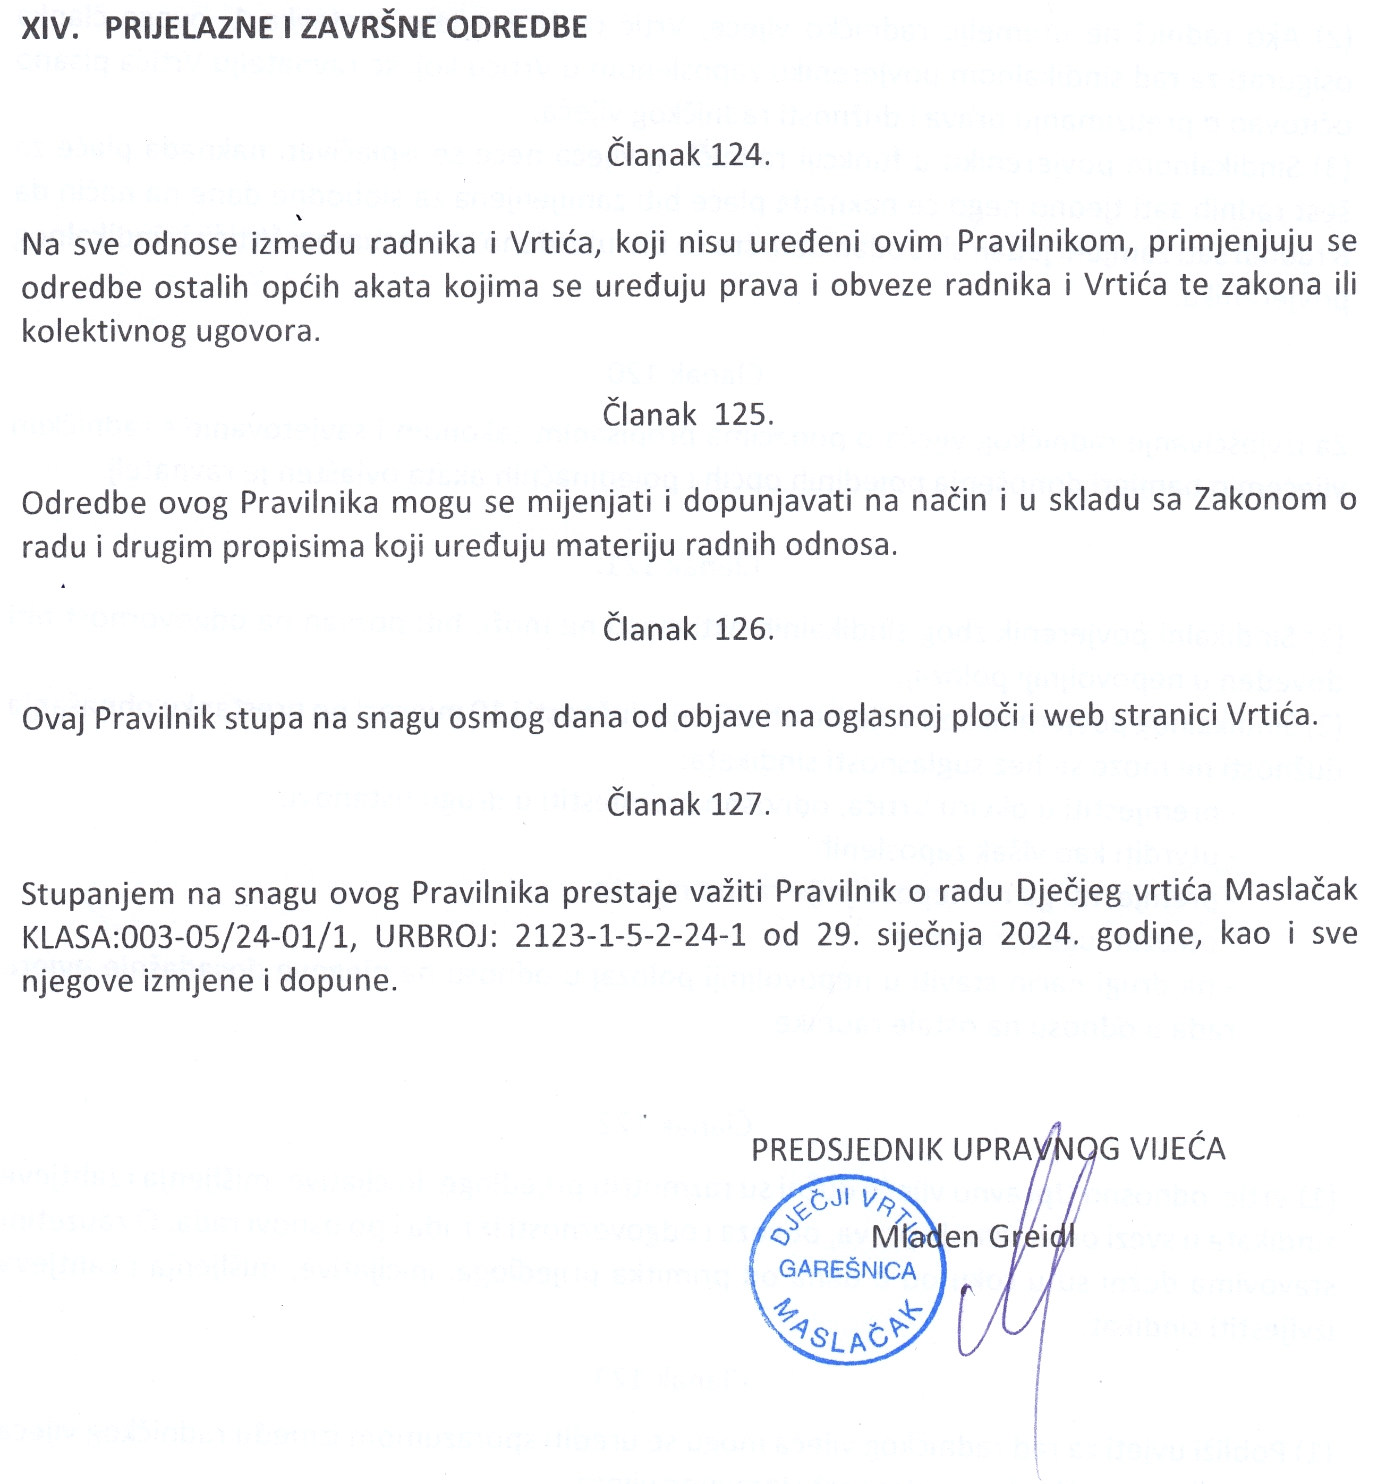 XIV. PRIJELAZNE I ZAVRŠNE ODREDBE
Članak 124.
Na sve odnose između radnika i Vrtića, koji nisu uređeni ovim Pravilnikom, primjenjuju se
odredbe ostalih općih akata kojima se uređuju prava i obveze radnika i Vrtića te zakona ili
kolektivnog ugovora.
Članak 125.
Odredbe ovog Pravilnika mogu se mijenjati i dopunjavati na način i u skladu sa Zakonom o
radu i drugim propisima koji uređuju materiju radnih odnosa.
Članak 126.
Ovaj Pravilnik stupa na snagu osmog dana od objave na oglasnoj ploči i web stranici Vrtića.
Članak 127.
Stupanjem na snagu ovog Pravilnika prestaje važiti Pravilnik o radu Dječjeg vrtića Maslačak
KLASA:003-05/24-01/1, URBROJ: 2123-1-5-2-24-1 od 29. siječnja 2024. godine, kao i sve
njegove izmjene i dopune.
PREDSJEDNIK UPRAVNOG VIJEĆA
Mladen Greidl
DJEČJI VRTIĆ
GAREŠNICA
MASLAČAK